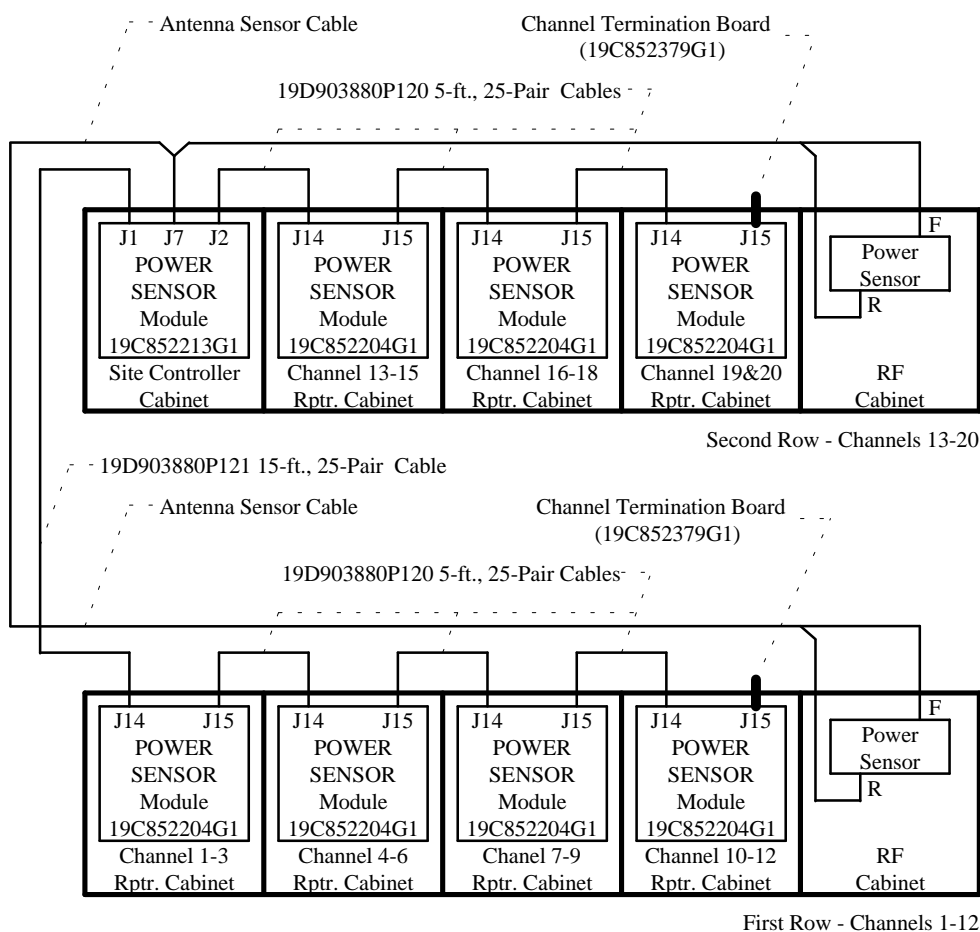 Antenna Sensor Cable
Channel Termination Board
(19C852379G1)
19D903880P120 5-ft., 25-Pair Cables
J1 J7 J2
POWER
SENSOR
Module
19C852213G1
Site Controller
Cabinet
J14 J15
POWER
SENSOR
Module
19C852204G1
Channel 13-15
Rptr. Cabinet
J14 J15
POWER
SENSOR
Module
19C852204G1
Channel 16-18
Rptr. Cabinet
J14 J15
POWER
SENSOR
Module
19C852204G1
Channel 19&20
Rptr. Cabinet
F
Power
Sensor
R
RF
Cabinet
Second Row - Channels 13-20
19D903880P121 15-ft., 25-Pair Cable
Antenna Sensor Cable
Channel Termination Board
(19C852379G1)
19D903880P120 5-ft., 25-Pair Cables
J14 J15
POWER
SENSOR
Module
19C852204G1
Channel 1-3
Rptr. Cabinet
J14 J15
POWER
SENSOR
Module
19C852204G1
Channel 4-6
Rptr. Cabinet
J14 J15
POWER
SENSOR
Module
19C852204G1
Chanel 7-9
Rptr. Cabinet
J14 J15
POWER
SENSOR
Module
19C852204G1
Channel 10-12
Rptr. Cabinet
F
Power
Sensor
R
RF
Cabinet
First Row - Channels 1-12